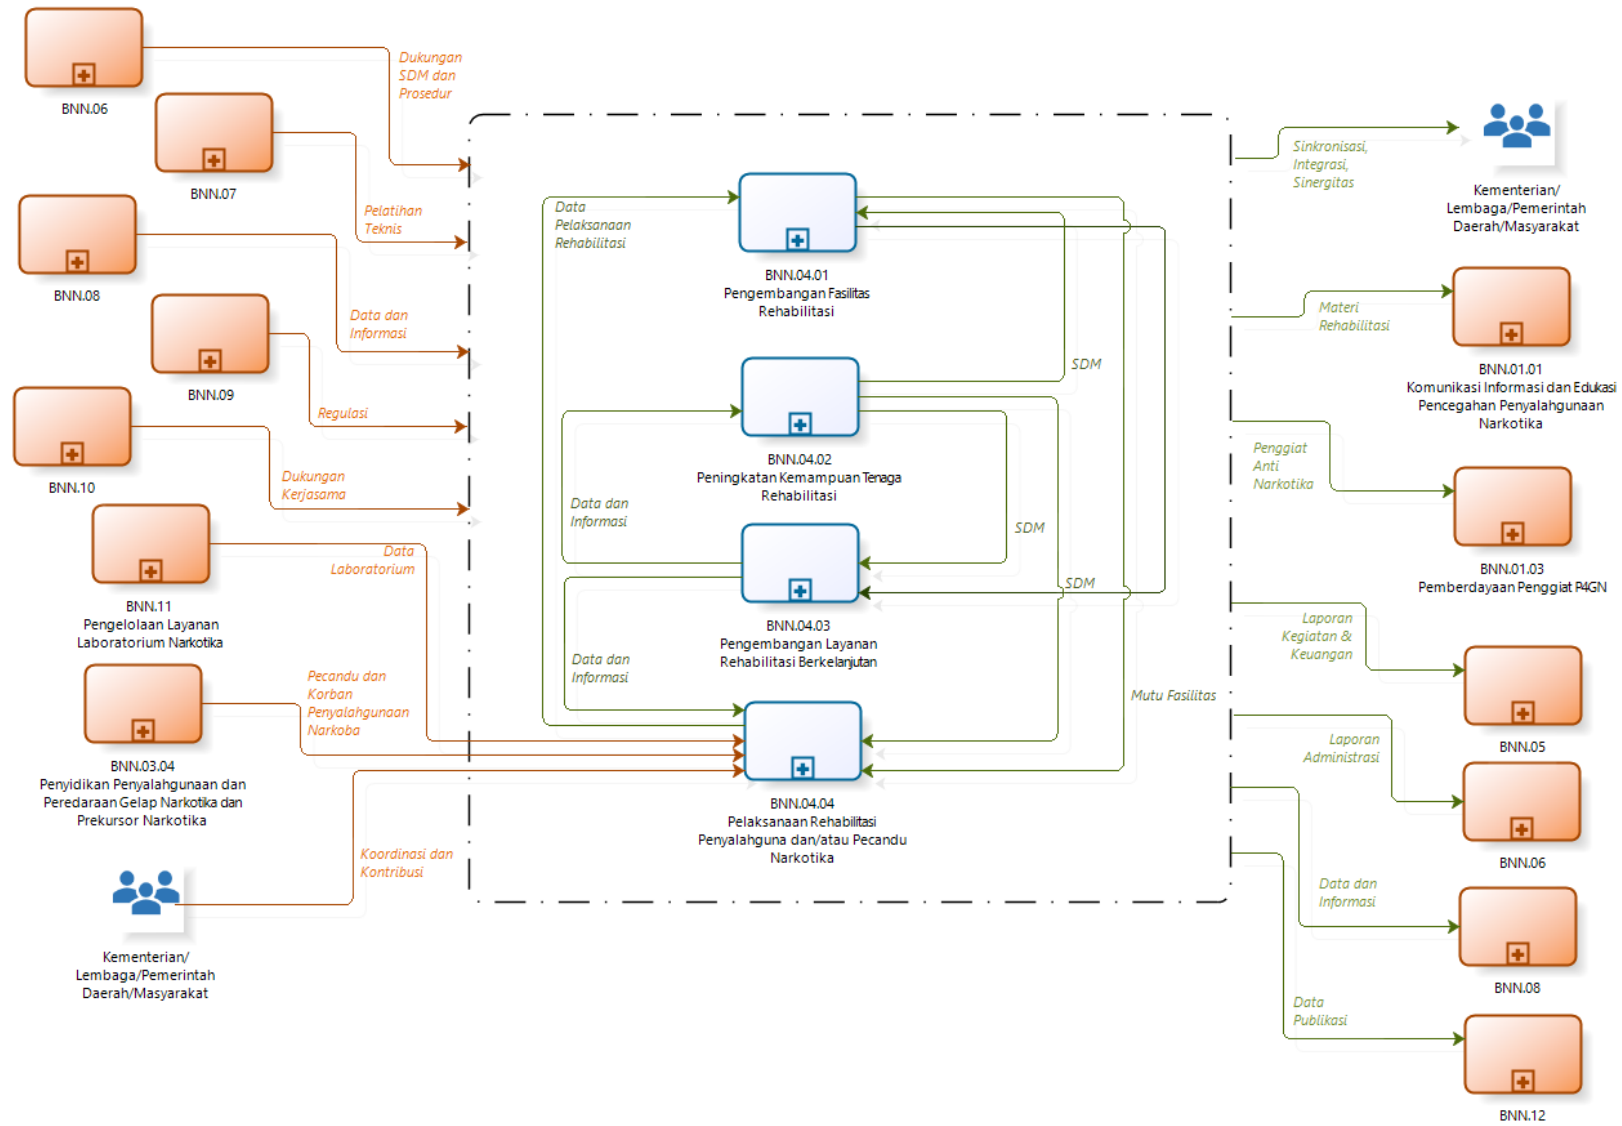 BNN.06
Dukungan
SDM dan
Prosedur
BNN.07
Pelatihan
Teknis
BNN.08
Data dan
Informasi
BNN.09
Regulasi
BNN.10
Dukungan
Kerjasama
BNN.11
Pengelolaan Layanan
Laboratorium Narkotika
Data
Laboratorium
BNN.03.04
Penyidikan Penyalahgunaan dan
Peredaraan Gelap Narkotika dan
Prekursor Narkotika
Pecandu dan
Korban
Penyalahgunaan
Narkoba
Kementerian/
Lembaga/Pemerintah
Daerah/Masyarakat
Koordinasi dan
Kontribusi
Data
Pelaksanaan
Rehabilitasi
BNN.04.01
Pengembangan Fasilitas
Rehabilitasi
SDM
BNN.04.02
Peningkatan Kemampuan Tenaga
Rehabilitasi
Data dan
Informasi
SDM
SDM
BNN.04.03
Pengembangan Layanan
Rehabilitasi Berkelanjutan
Data dan
Informasi
Mutu Fasilitas
BNN.04.04
Pelaksanaan Rehabilitasi
Penyalahguna dan/atau Pecandu
Narkotika
Sinkronisasi,
Integrasi,
Sinergitas
Kementerian/
Lembaga/Pemerintah
Daerah/Masyarakat
Materi
Rehabilitasi
BNN.01.01
Komunikasi Informasi dan Edukasi
Pencegahan Penyalahgunaan
Narkotika
Penggiat
Anti
Narkotika
BNN.01.03
Pemberdayaan Penggiat P4GN
Laporan
Kegiatan &
Keuangan
BNN.05
Laporan
Administrasi
BNN.06
Data dan
Informasi
BNN.08
Data
Publikasi
BNN.12